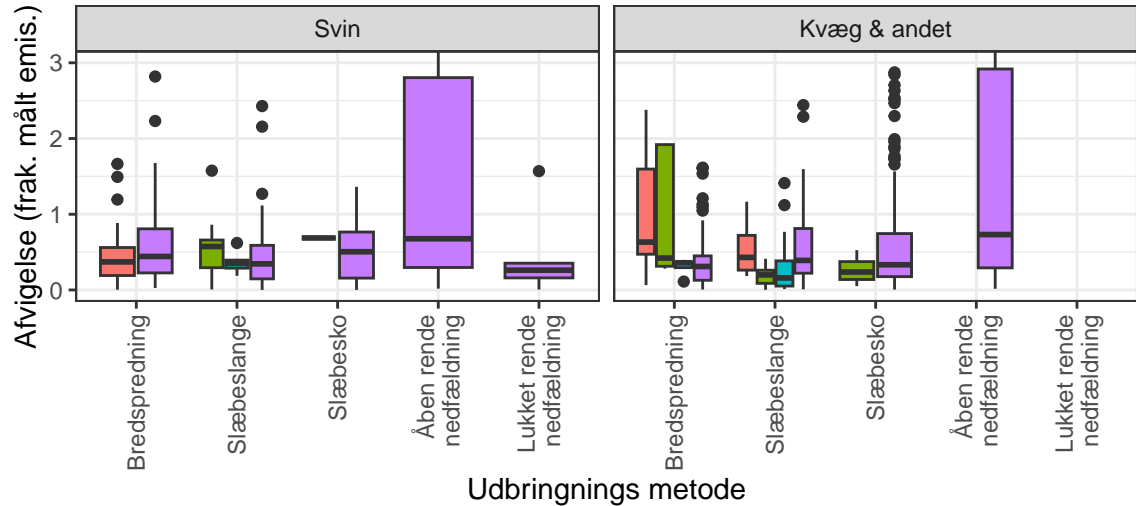 Svin
Kvæg & andet
Afvigelse (frak. målt emis.)
3
2
1
0
Bredspredning
Slæbeslange
Slæbesko
Åben rende
nedfældning
Lukket rende
nedfældning
Bredspredning
Slæbeslange
Slæbesko
Åben rende
nedfældning
Lukket rende
nedfældning
Udbringnings metode